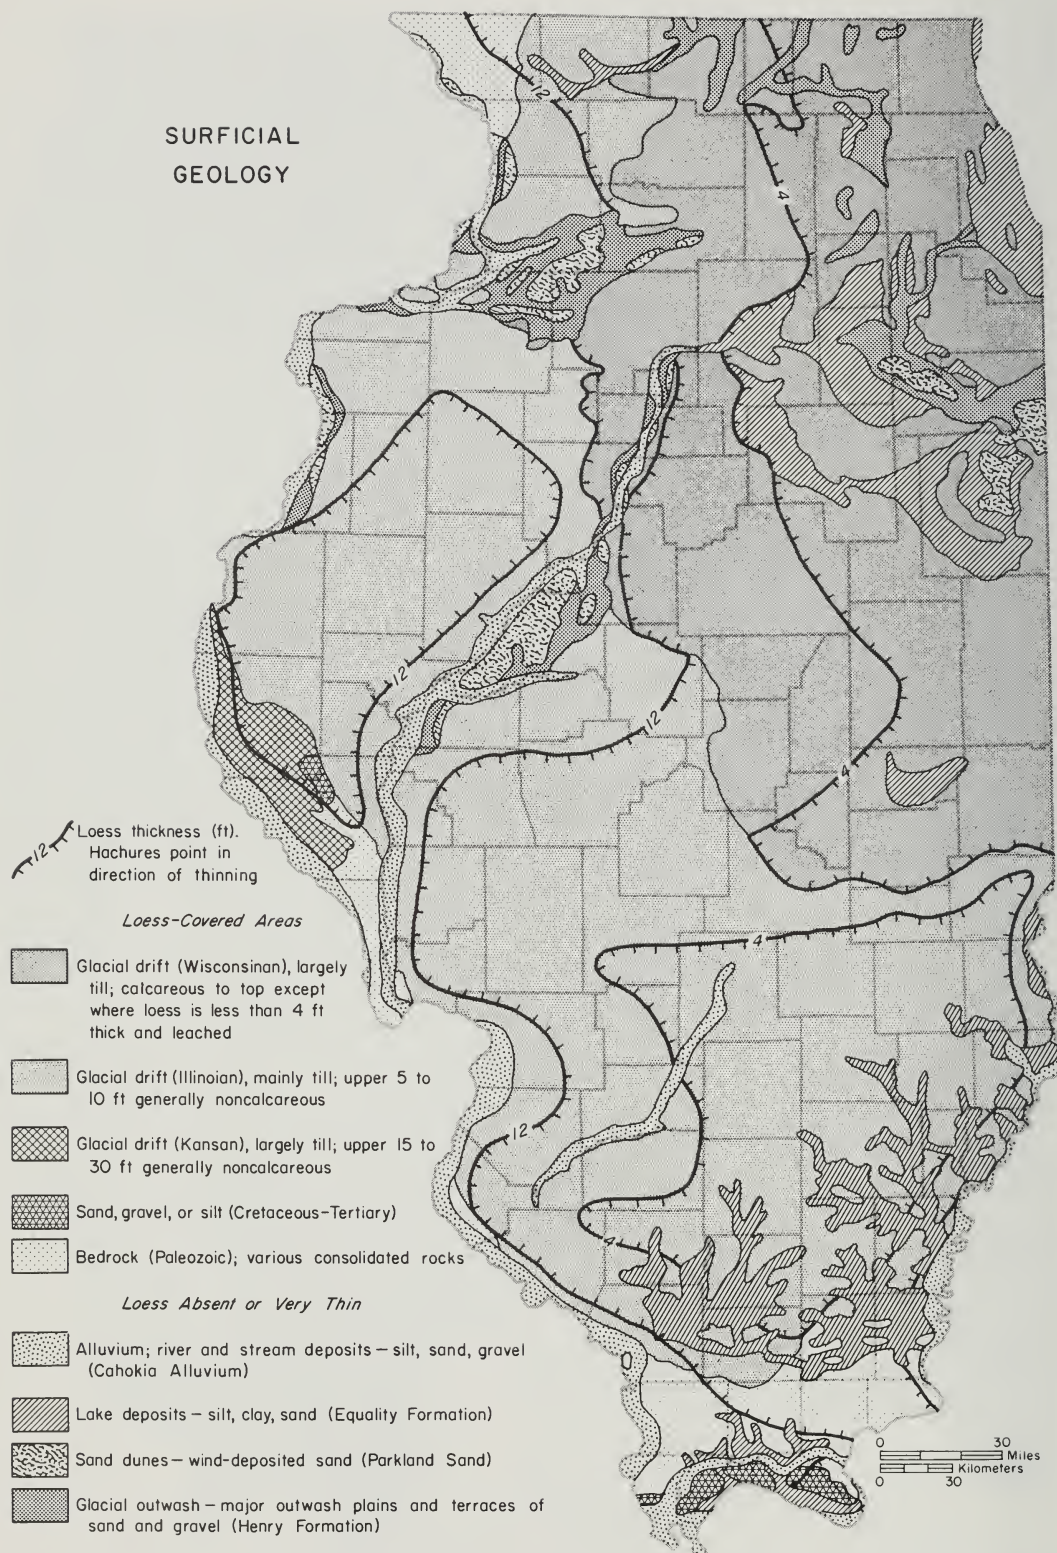 SURFICIAL
GEOLOGY
12
4
12
12
4
4
12
4
12 Loess thickness (ft).
Hachures point in
direction of thinning
Loess-Covered Areas
Glacial drift (Wisconsinan), largely
till; calcareous to top except
where loess is less than 4 ft
thick and leached
Glacial drift (Illinoian), mainly till; upper 5 to
10 ft generally noncalcareous
Glacial drift (Kansan), largely till; upper 15 to
30 ft generally noncalcareous
Sand, gravel, or silt (Cretaceous-Tertiary)
Bedrock (Paleozoic); various consolidated rocks
Loess Absent or Very Thin
Alluvium; river and stream deposits – silt, sand, gravel
(Cahokia Alluvium)
Lake deposits – silt, clay, sand (Equality Formation)
Sand dunes – wind-deposited sand (Parkland Sand)
Glacial outwash – major outwash plains and terraces of
sand and gravel (Henry Formation)
0 30
Miles
Kilometers
0 30